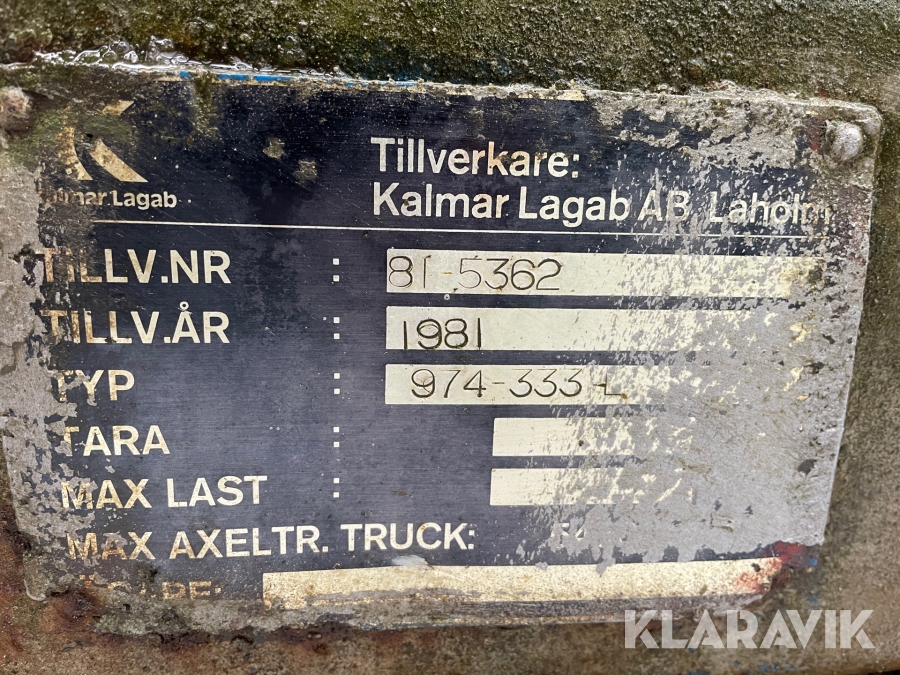 Kalmar Lagab
Tillverkare:
Kalmar Lagab AB, Laholm
TILLV.NR : 81-5362
TILLV.ÅR : 1981
TYP : 974-333-L
TARA :
MAX LAST :
MAX AXELTR. TRUCK:
KLARAVIK